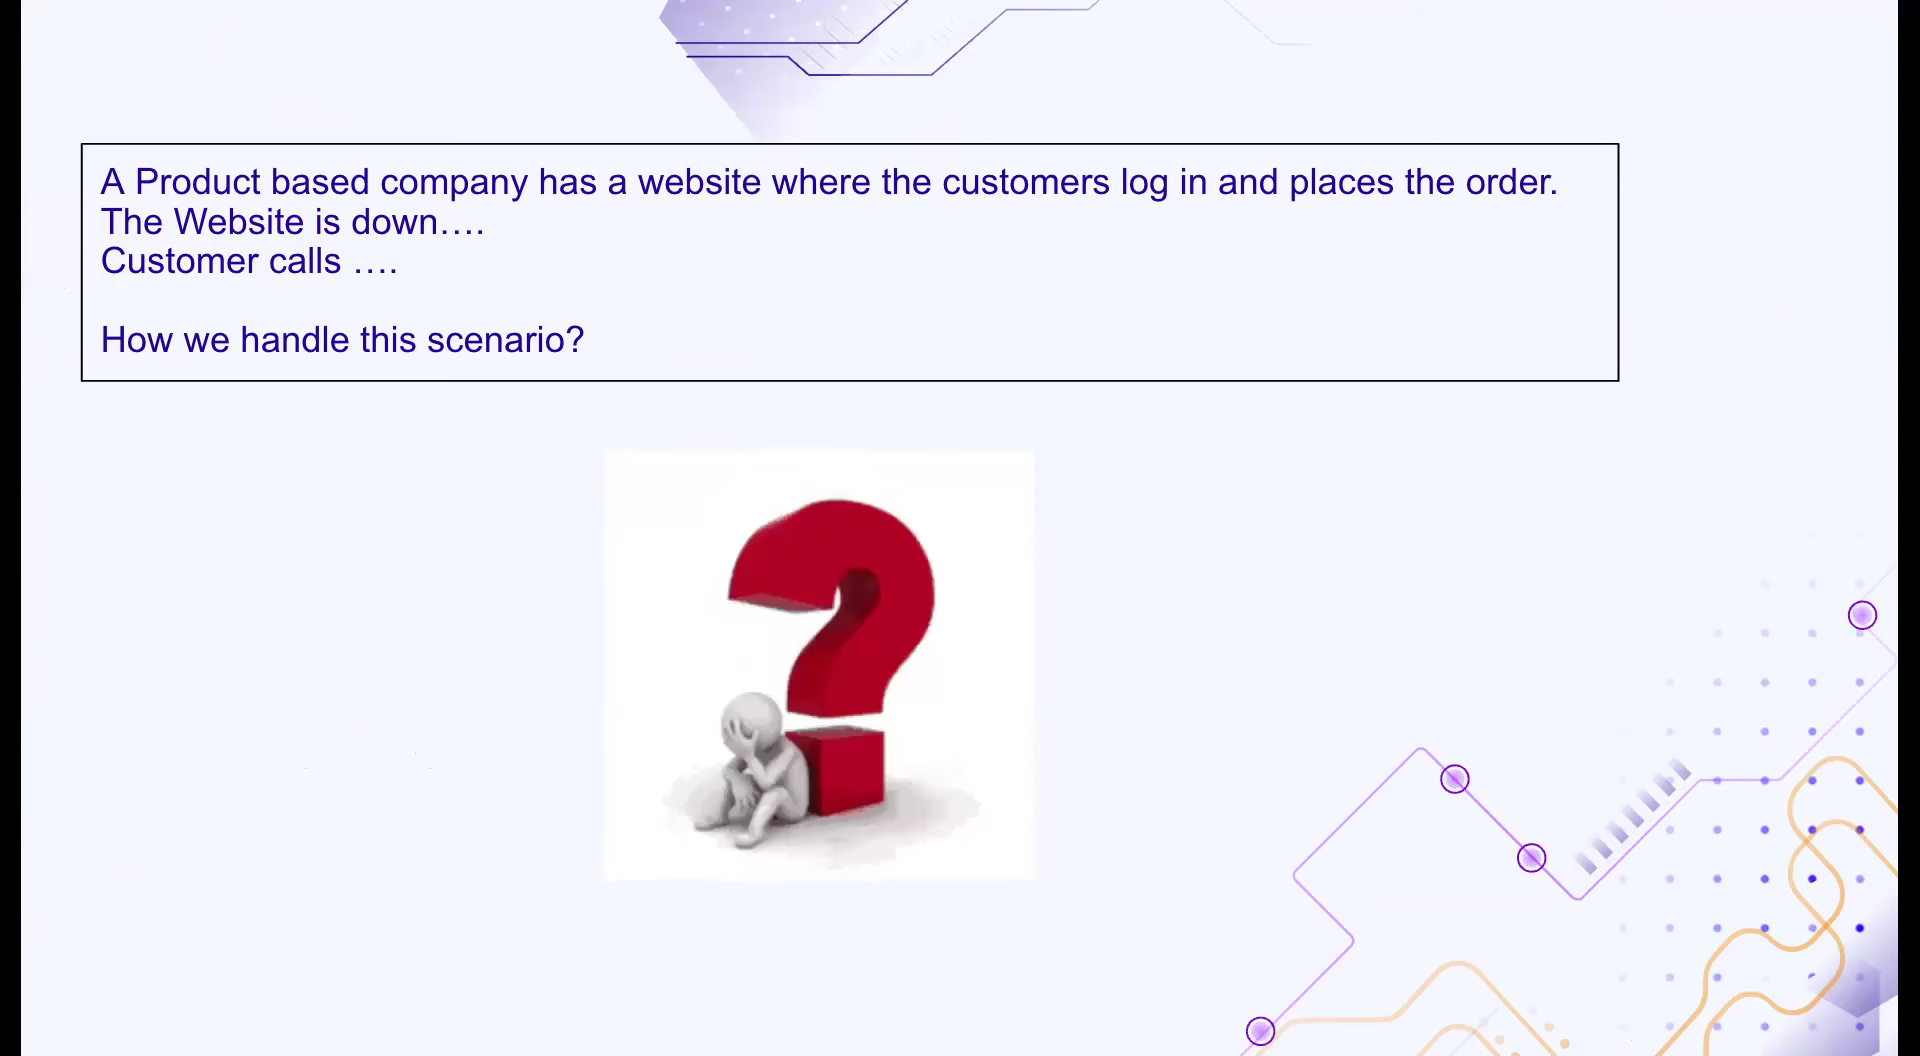 A Product based company has a website where the customers log in and places the order.
The Website is down….
Customer calls ….
How we handle this scenario?